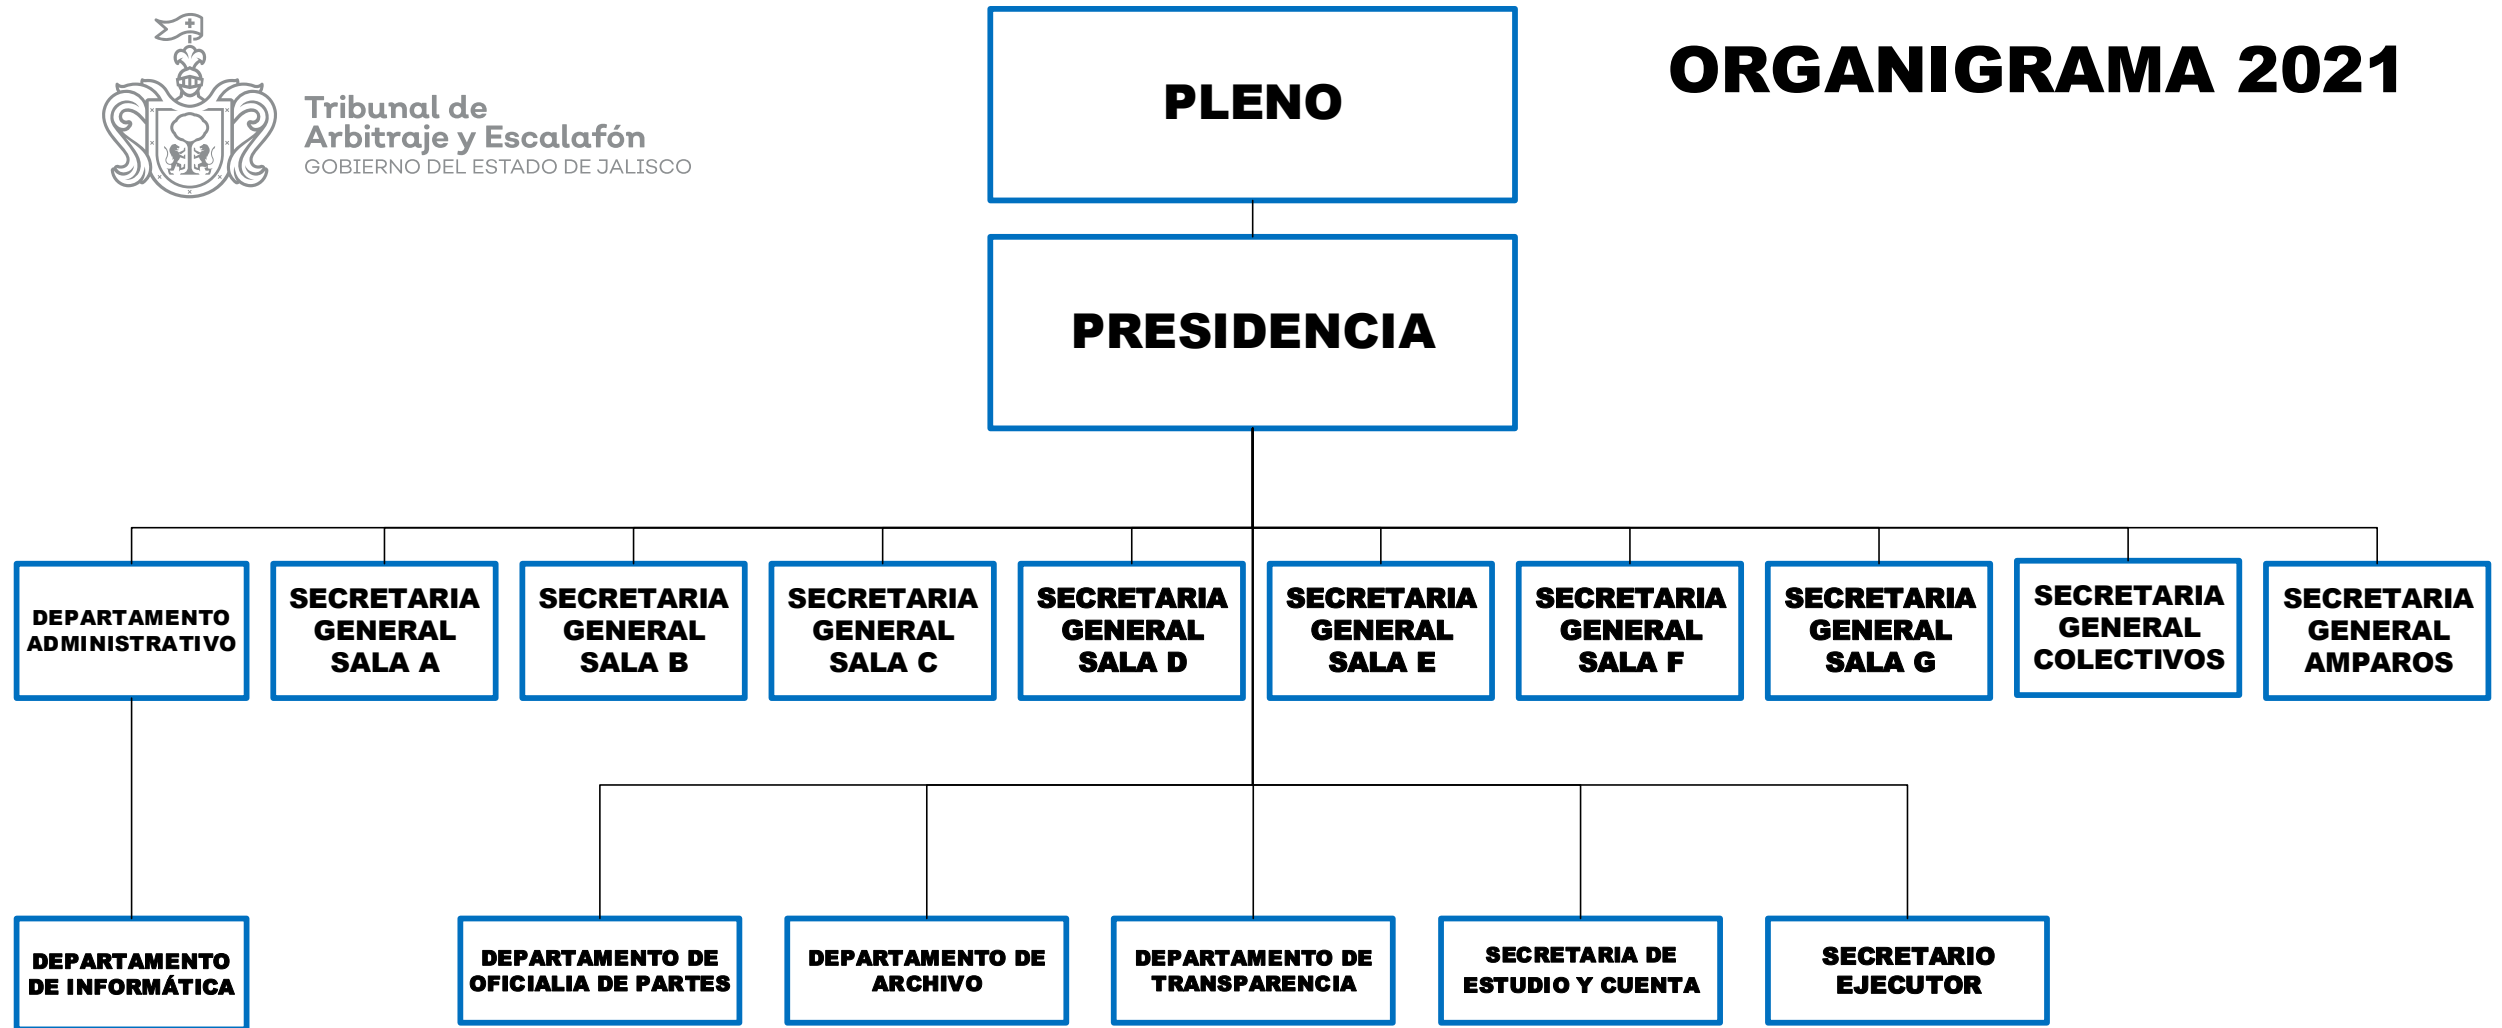 Tribunal de
Arbitraje y Escalafón
GOBIERNO DEL ESTADO DE JALISCO
ORGANIGRAMA 2021
PLENO
PRESIDENCIA
DEPARTAMENTO
ADMINISTRATIVO
SECRETARIA
GENERAL
SALA A
SECRETARIA
GENERAL
SALA B
SECRETARIA
GENERAL
SALA C
SECRETARIA
GENERAL
SALA D
SECRETARIA
GENERAL
SALA E
SECRETARIA
GENERAL
SALA F
SECRETARIA
GENERAL
SALA G
SECRETARIA
GENERAL
COLECTIVOS
SECRETARIA
GENERAL
AMPAROS
DEPARTAMENTO
DE INFORMÁTICA
DEPARTAMENTO DE
OFICIALIA DE PARTES
DEPARTAMENTO DE
ARCHIVO
DEPARTAMENTO DE
TRANSPARENCIA
SECRETARIA DE
ESTUDIO Y CUENTA
SECRETARIO
EJECUTOR